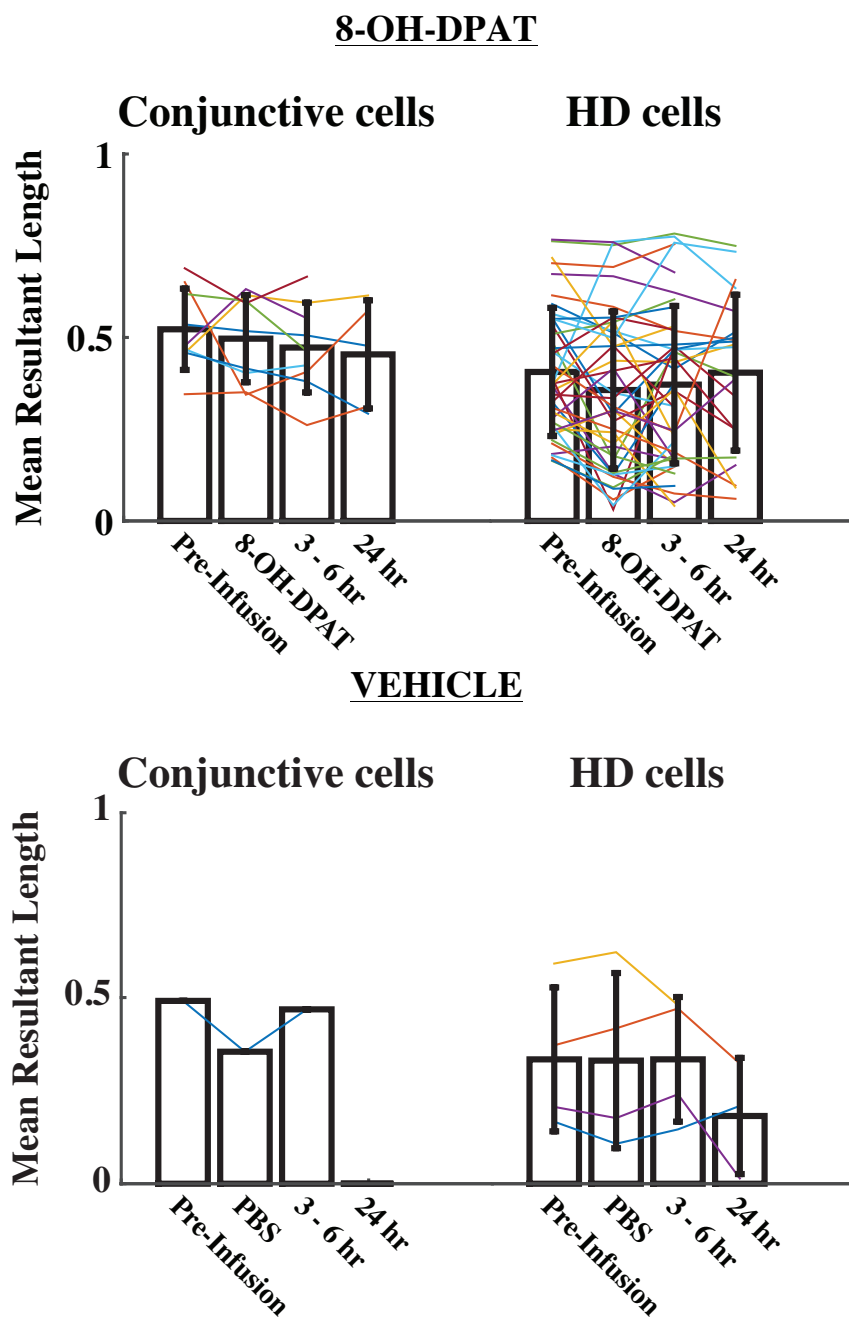 8-OH-DPAT
Conjunctive cells
HD cells
Mean Resultant Length
1
0.5
0
Pre-Infusion
8-OH-DPAT
3 - 6 hr
24 hr
Pre-Infusion
8-OH-DPAT
3 - 6 hr
24 hr
VEHICLE
Conjunctive cells
HD cells
Mean Resultant Length
1
0.5
0
Pre-Infusion
PBS
3 - 6 hr
24 hr
Pre-Infusion
PBS
3 - 6 hr
24 hr